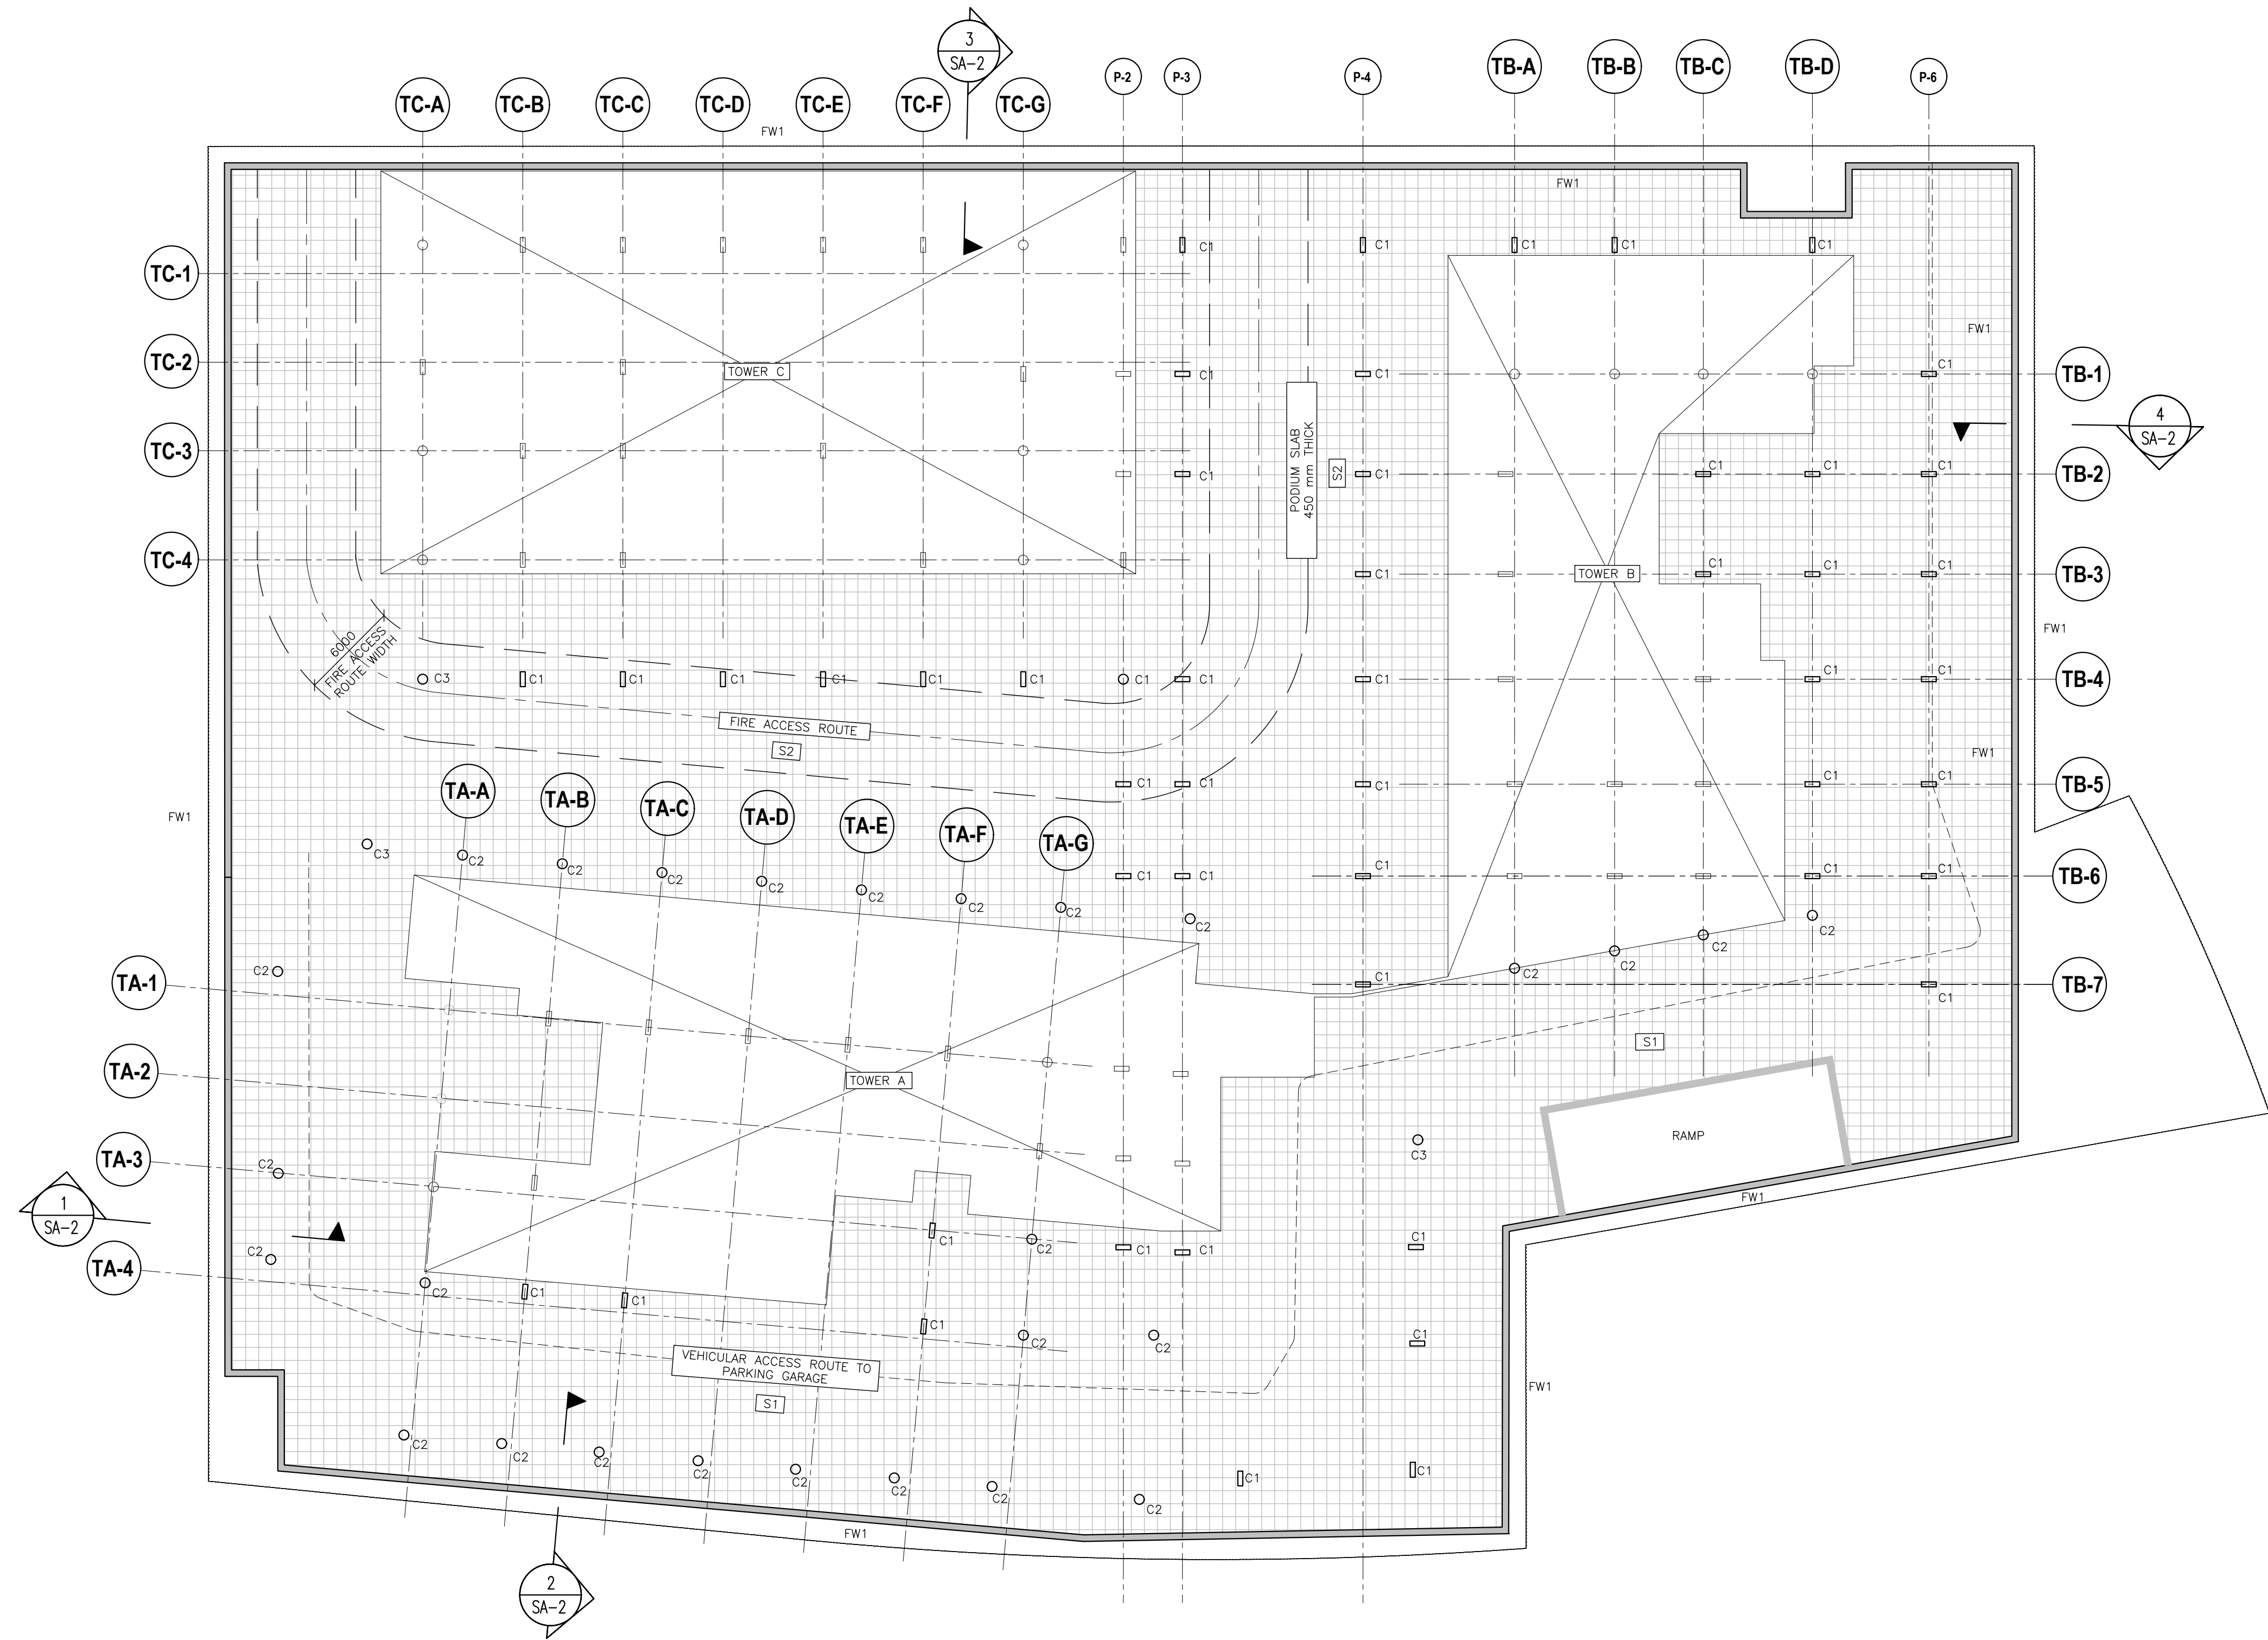 3
SA-2
TC-A
TC-B
TC-C
TC-D
TC-E
TC-F
TC-G
P-2
P-3
P-4
TB-A
TB-B
TB-C
TB-D
P-6
FW1
FW1
C1
C1
C1
C1
C1
TC-1
FW1
TC-2
TOWER C
C1
C1
C1
TB-1
4
SA-2
PODIUM SLAB
450 mm THICK
S2
TC-3
C1
C1
C1
C1
C1
TB-2
TC-4
C1
TOWER B
C1
C1
C1
TB-3
6000
FIRE ACCESS
ROUTE WIDTH
FW1
C3
C1
C1
C1
C1
C1
C1
C1
C1
C1
C1
C1
TB-4
FIRE ACCESS ROUTE
S2
FW1
TA-A
TA-B
TA-C
TA-D
TA-E
TA-F
TA-G
C1
C1
C1
C1
C1
TB-5
FW1
C3
C2
C2
C2
C2
C2
C2
C2
C1
C1
C1
C1
C1
TB-6
C2
C2
C2
C2
C2
C2
TA-1
C1
C1
TB-7
S1
TA-2
TOWER A
RAMP
C3
TA-3
C2
FW1
1
SA-2
C1
C2
C1
C1
C1
TA-4
C2
C2
C1
C1
C1
C2
C2
C1
VEHICULAR ACCESS ROUTE TO
PARKING GARAGE
S1
FW1
C2
C2
C2
C2
C2
C2
C2
C2
C1
C1
FW1
2
SA-2